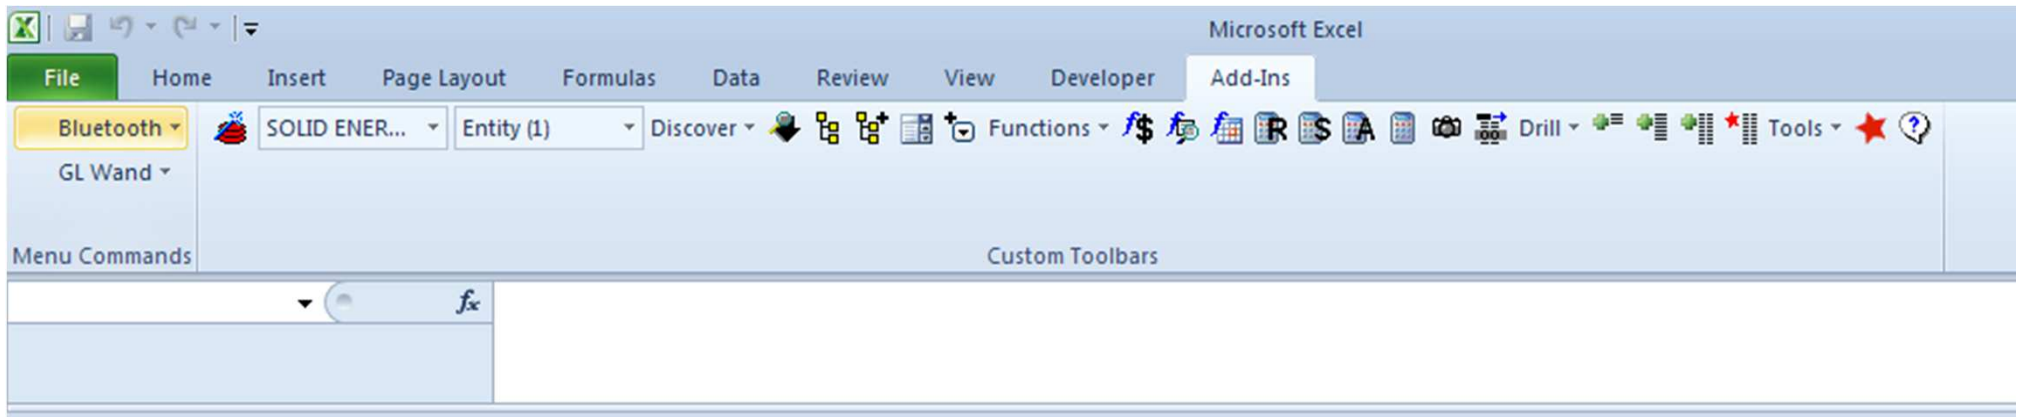 Microsoft Excel
File Home Insert Page Layout Formulas Data Review View Developer Add-Ins
Bluetooth SOLID ENER... Entity (1) Discover Functions f$ R S A Drill Tools ?
GL Wand
Menu Commands Custom Toolbars
fx